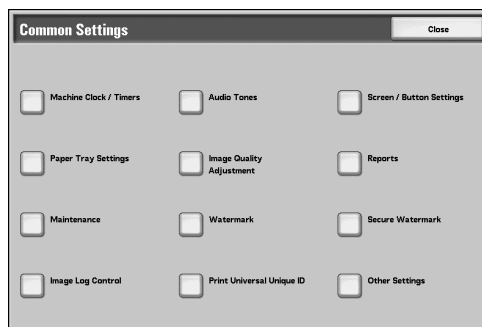 Common Settings
Close
Machine Clock / Timers
Audio Tones
Screen / Button Settings
Paper Tray Settings
Image Quality
Adjustment
Reports
Maintenance
Watermark
Secure Watermark
Image Log Control
Print Universal Unique ID
Other Settings